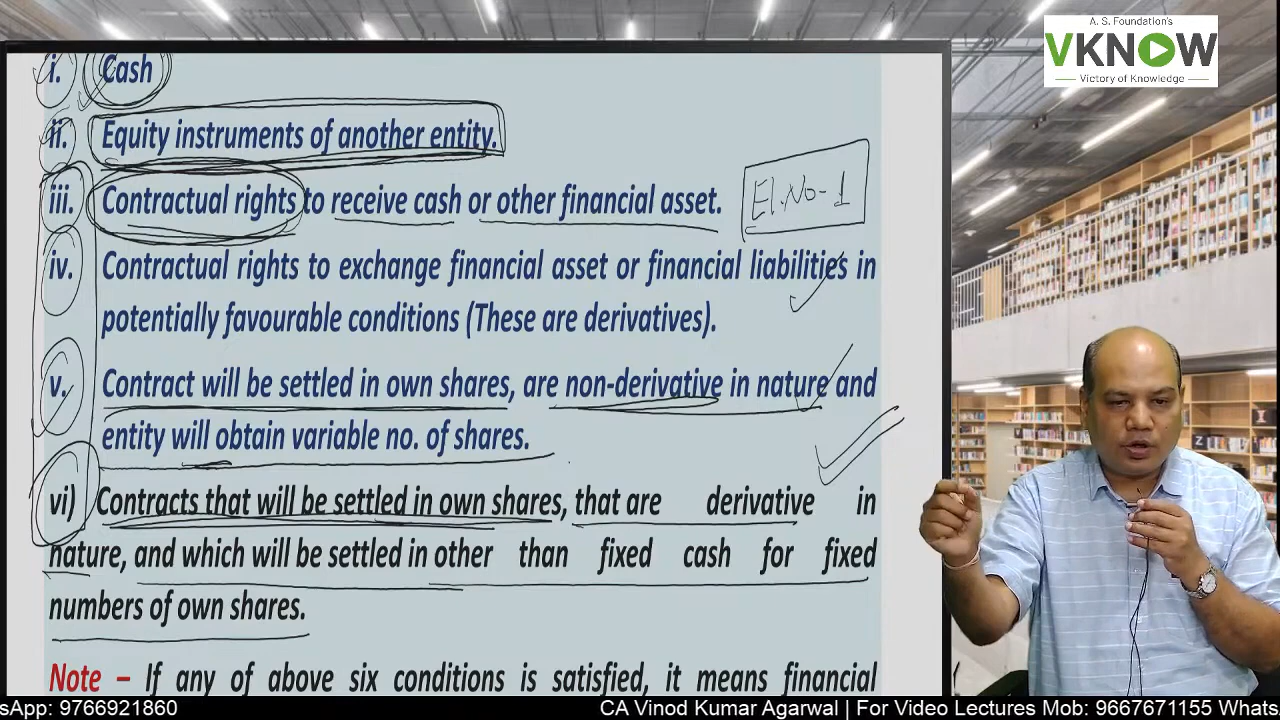 A. S. Foundation's
VKNOW
Victory of Knowledge
i. Cash
ii. Equity instruments of another entity.
iii. Contractual rights to receive cash or other financial asset.
El.No-1
iv. Contractual rights to exchange financial asset or financial liabilities in
potentially favourable conditions (These are derivatives).
v. Contract will be settled in own shares, are non-derivative in nature and
entity will obtain variable no. of shares.
vi) Contracts that will be settled in own shares, that are derivative in
nature, and which will be settled in other than fixed cash for fixed
numbers of own shares.
Note – If any of above six conditions is satisfied, it means financial
sApp: 9766921860 CA Vinod Kumar Agarwal | For Video Lectures Mob: 9667671155 Whats